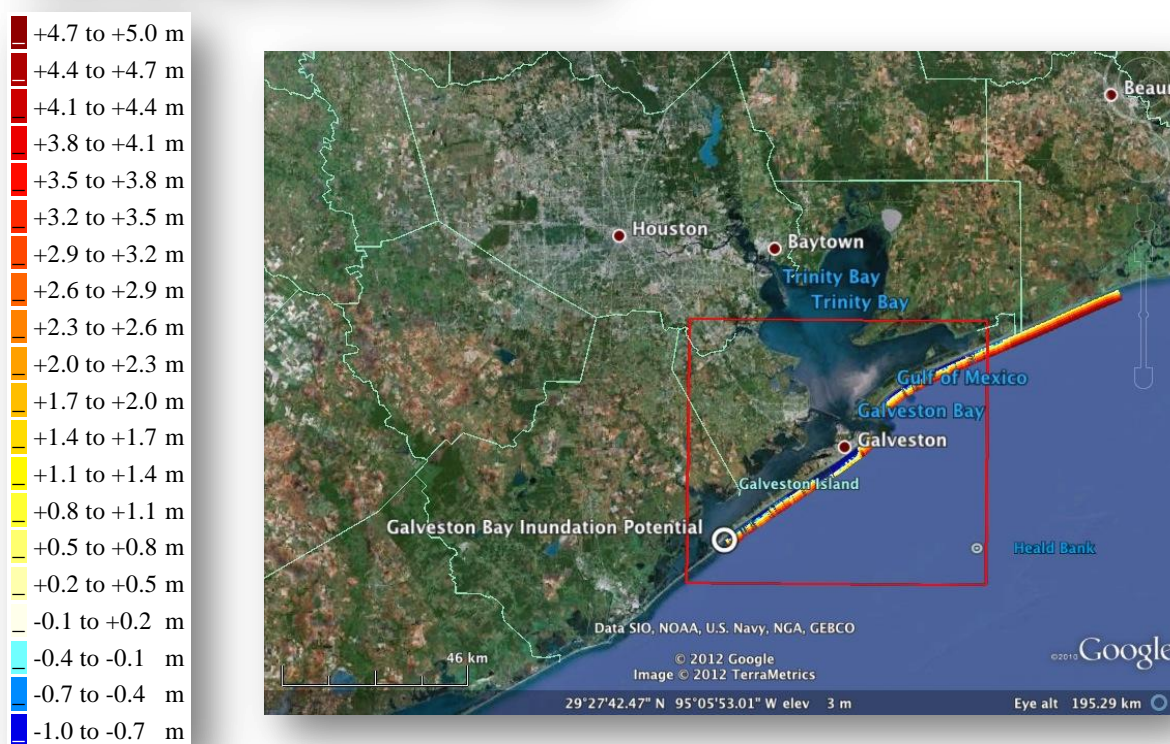 +4.7 to +5.0 m
+4.4 to +4.7 m
+4.1 to +4.4 m
+3.8 to +4.1 m
+3.5 to +3.8 m
+3.2 to +3.5 m
+2.9 to +3.2 m
+2.6 to +2.9 m
+2.3 to +2.6 m
+2.0 to +2.3 m
+1.7 to +2.0 m
+1.4 to +1.7 m
+1.1 to +1.4 m
+0.8 to +1.1 m
+0.5 to +0.8 m
+0.2 to +0.5 m
-0.1 to +0.2 m
-0.4 to -0.1 m
-0.7 to -0.4 m
-1.0 to -0.7 m
Beau
Houston
Baytown
Trinity Bay
Trinity Bay
Gulf of Mexico
Galveston Bay
Galveston
Galveston Island
Galveston Bay Inundation Potential
Heald Bank
Data SIO, NOAA, U.S. Navy, NGA, GEBCO
46 km
© 2012 Google
Image © 2012 TerraMetrics
©2010 Google
29°27'42.47" N 95°05'53.01" W elev 3 m
Eye alt 195.29 km